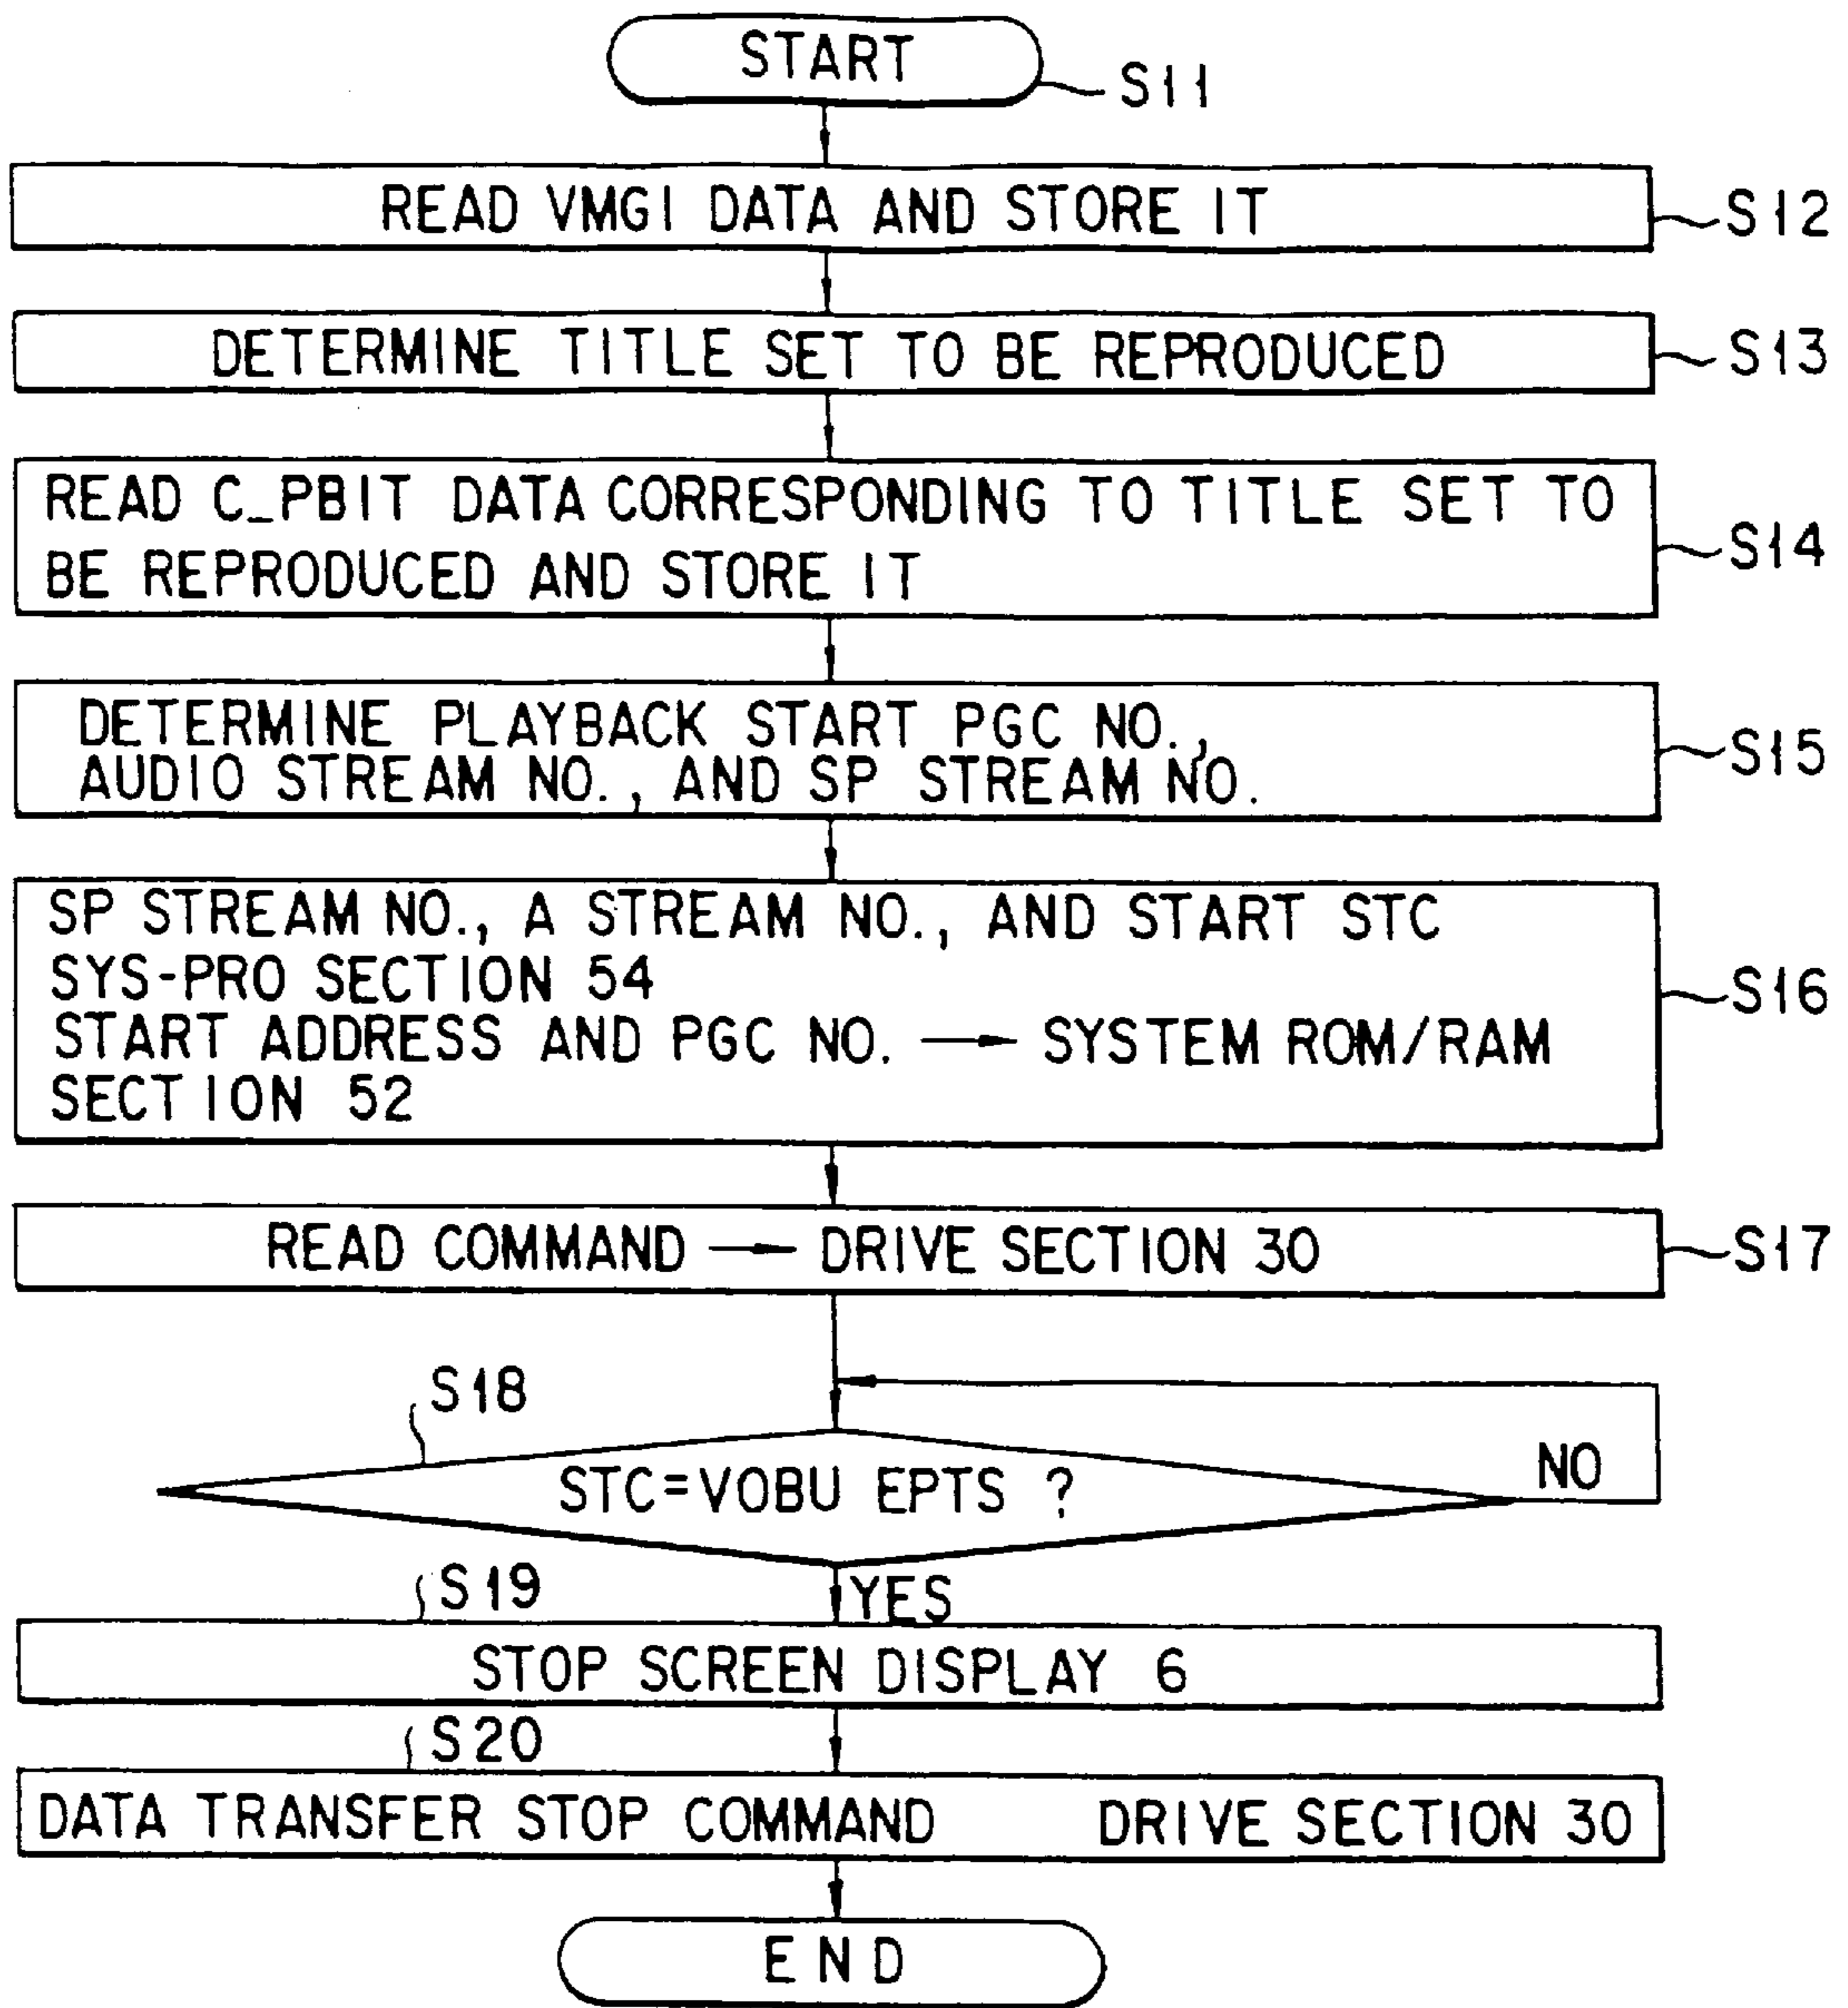 START
S11
READ VMGI DATA AND STORE IT
S12
DETERMINE TITLE SET TO BE REPRODUCED
S13
READ C_PBIT DATA CORRESPONDING TO TITLE SET TO
BE REPRODUCED AND STORE IT
S14
DETERMINE PLAYBACK START PGC NO.,
AUDIO STREAM NO., AND SP STREAM NO.
S15
SP STREAM NO., A STREAM NO., AND START STC
SYS-PRO SECTION 54
START ADDRESS AND PGC NO. → SYSTEM ROM/RAM
SECTION 52
S16
READ COMMAND → DRIVE SECTION 30
S17
S18
STC=VOBU EPTS ?
NO
YES
S19
STOP SCREEN DISPLAY 6
S20
DATA TRANSFER STOP COMMAND DRIVE SECTION 30
END